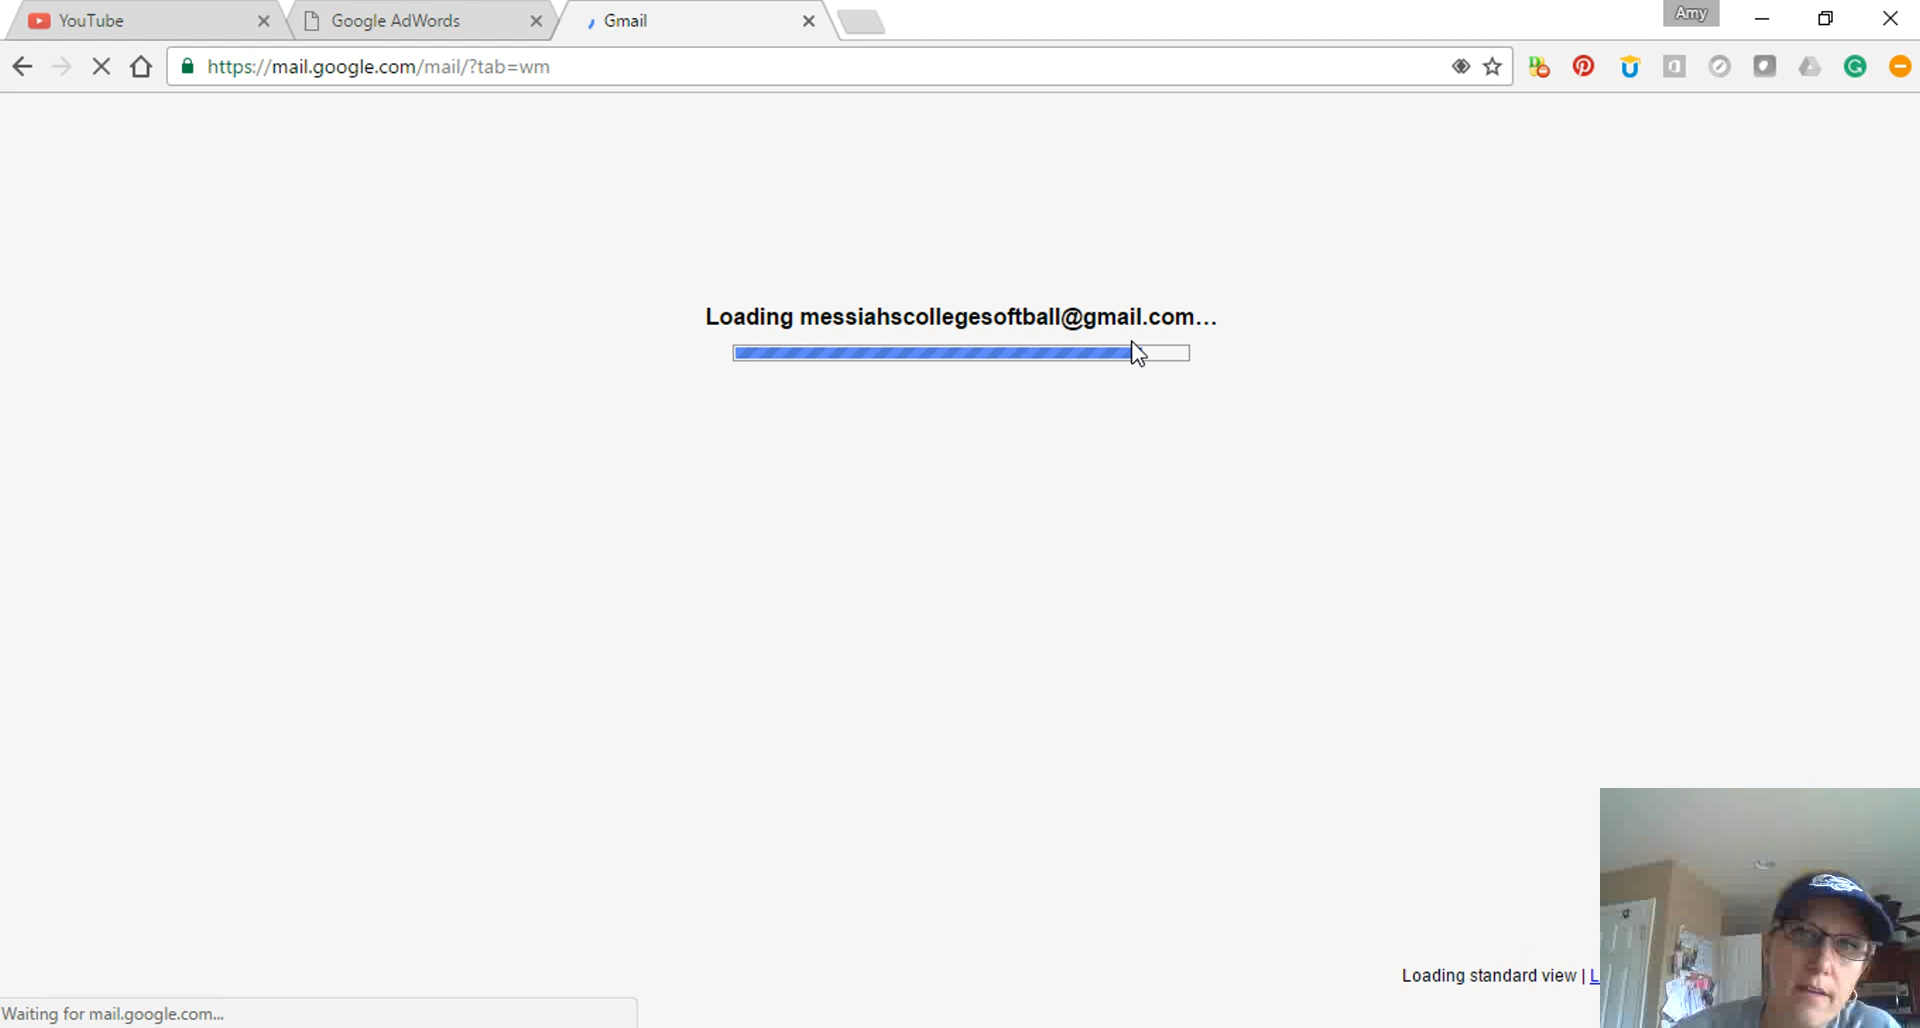 YouTube
Google AdWords
Gmail
Amy
https://mail.google.com/mail/?tab=wm
Loading messiahscollegesoftball@gmail.com...
Loading standard view | L
Waiting for mail.google.com...